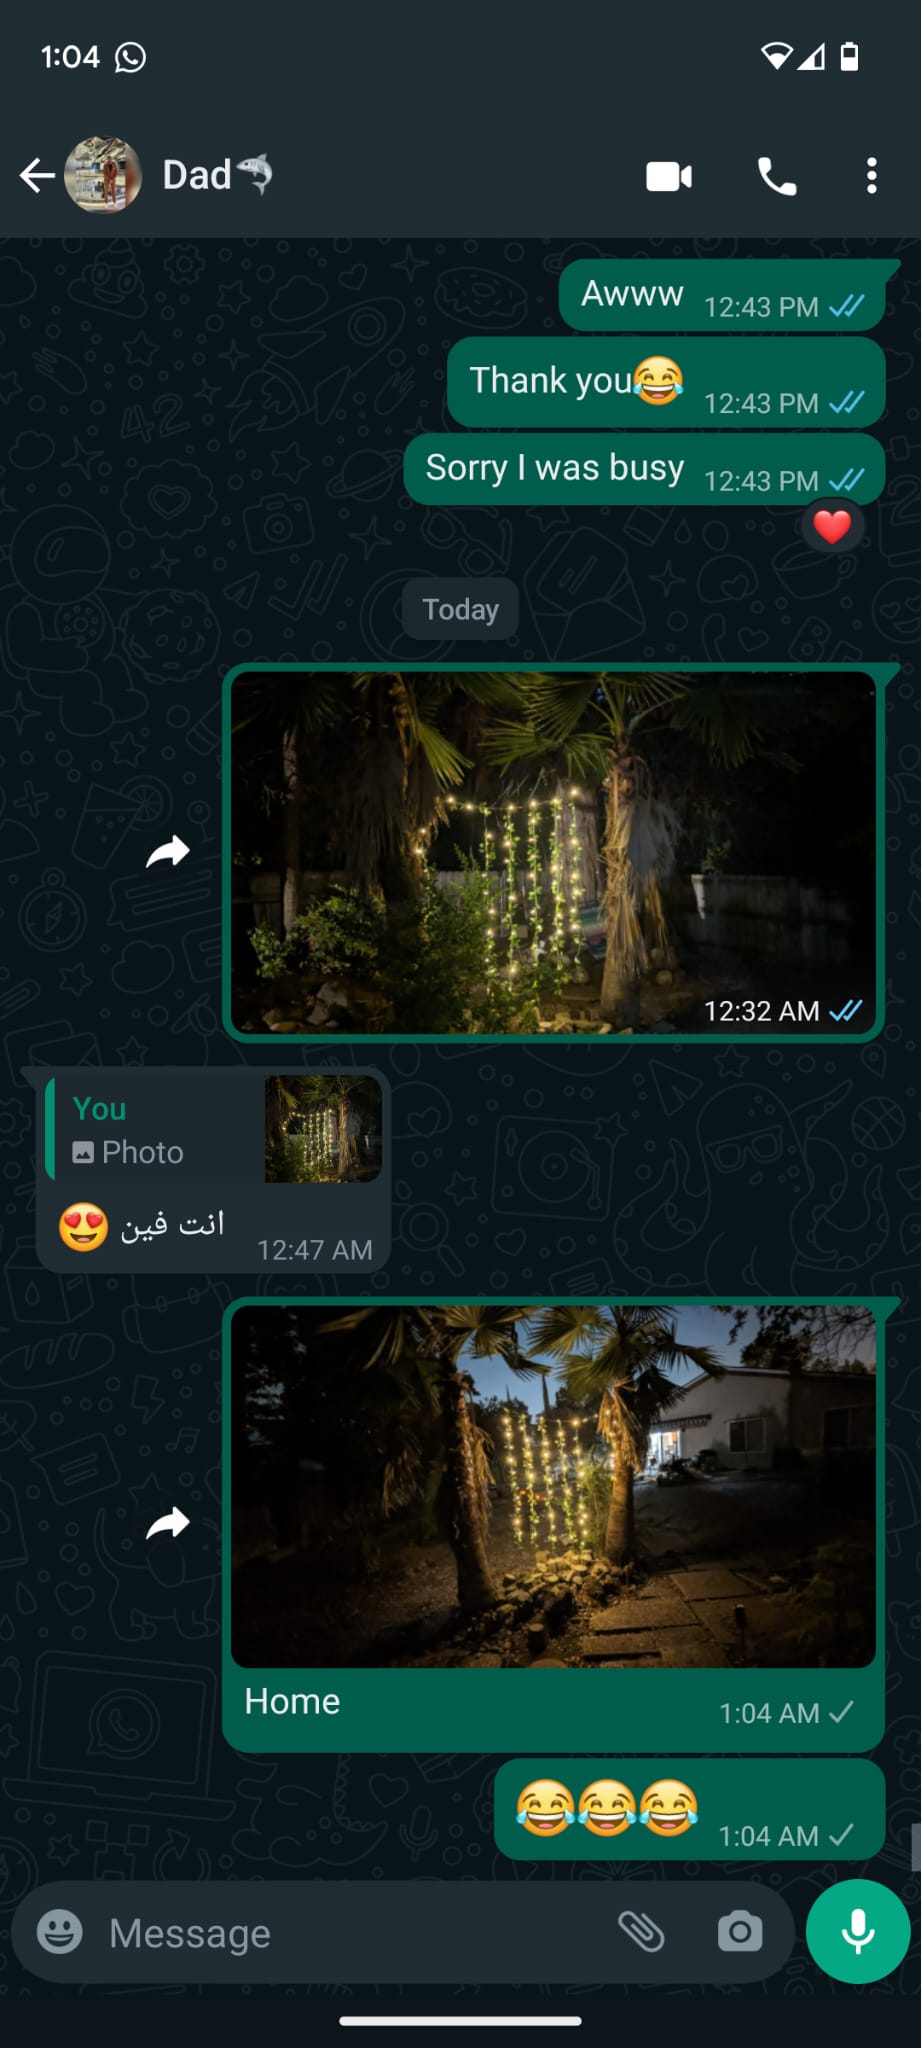 1:04
Dad🦈
Awww 12:43 PM
Thank you😂 12:43 PM
Sorry I was busy 12:43 PM
❤️
Today
12:32 AM
You
Photo
انت فين 😍
12:47 AM
Home 1:04 AM
😂😂😂 1:04 AM
Message